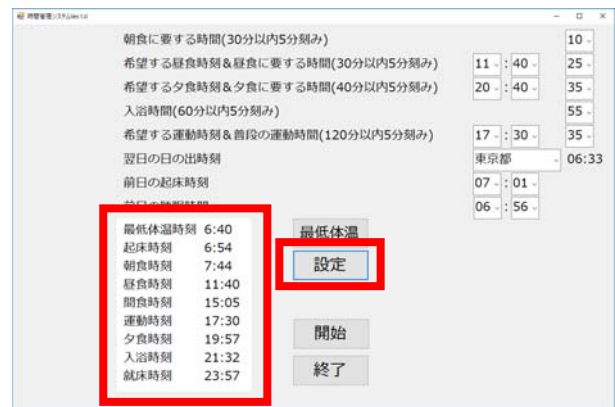 時間管理システムVer.1.0
朝食に要する時間(30分以内5分刻み) 10
希望する昼食時刻&昼食に要する時間(30分以内5分刻み) 11 : 40 25
希望する夕食時刻&夕食に要する時間(40分以内5分刻み) 20 : 40 35
入浴時間(60分以内5分刻み) 55
希望する運動時刻&普段の運動時間(120分以内5分刻み) 17 : 30 35
翌日の日の出時刻 東京都 06:33
前日の起床時刻 07 : 01
前日の睡眠時間 06 : 56
最低体温時刻 6:40
起床時刻 6:54
朝食時刻 7:44
昼食時刻 11:40
間食時刻 15:05
運動時刻 17:30
夕食時刻 19:57
入浴時刻 21:32
就床時刻 23:57
最低体温
設定
開始
終了